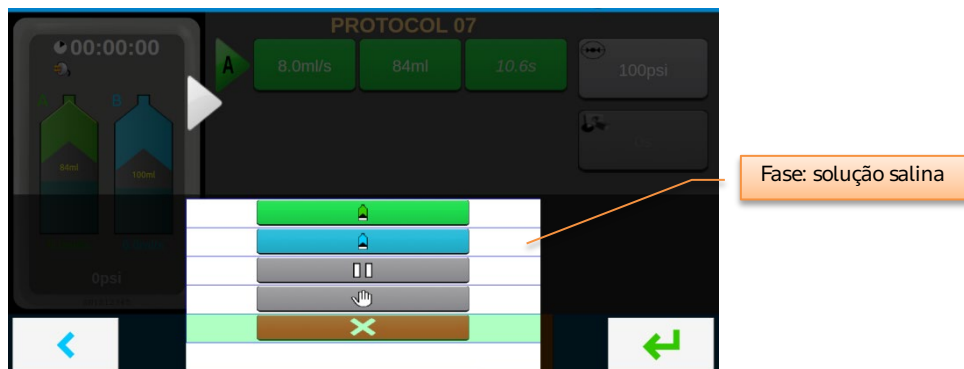 PROTOCOL 07
00:00:00
A
8.0ml/s
84ml
10.6s
100psi
A
B
84ml
100ml
0psi
Fase: solução salina